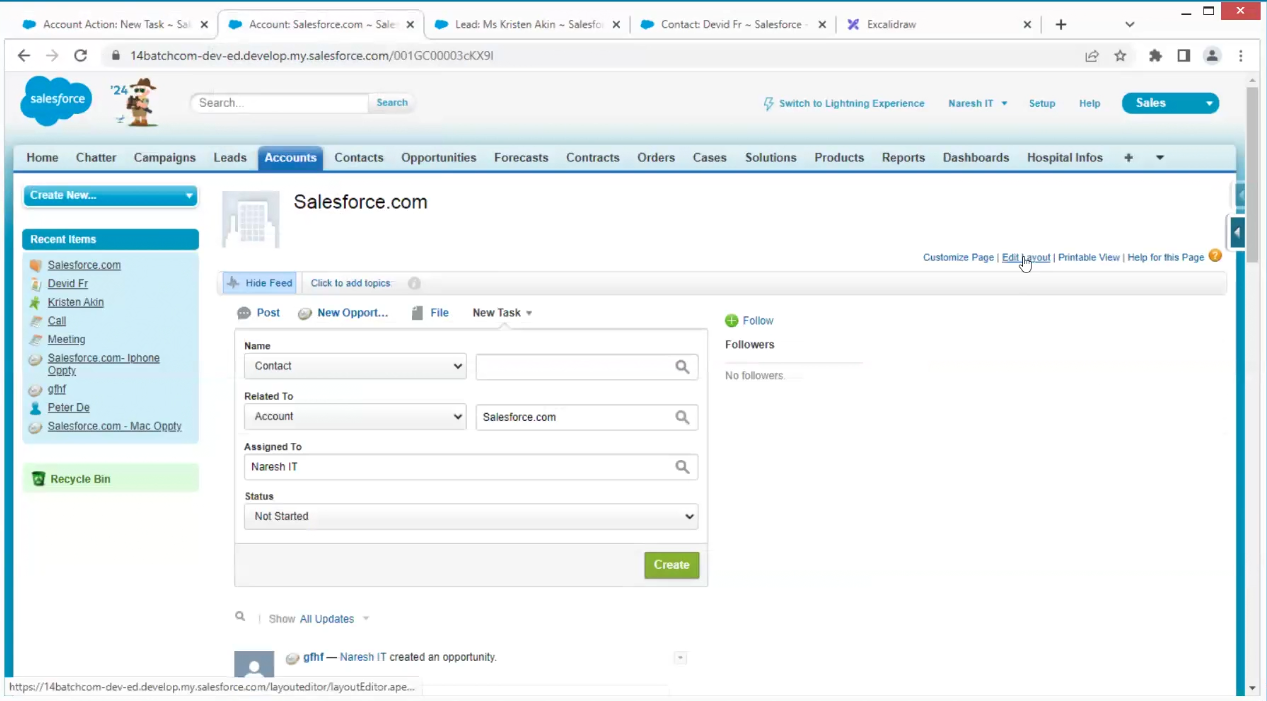 Account Action: New Task ~ Sal
Account: Salesforce.com ~ Sales
Lead: Ms Kristen Akin ~ Salesfor
Contact: Devid Fr ~ Salesforce -
Excalidraw
14batchcom-dev-ed.develop.my.salesforce.com/001GC00003cKX9I
salesforce
'24
Search...
Search
Switch to Lightning Experience
Naresh IT
Setup
Help
Sales
Home
Chatter
Campaigns
Leads
Accounts
Contacts
Opportunities
Forecasts
Contracts
Orders
Cases
Solutions
Products
Reports
Dashboards
Hospital Infos
+
Create New...
Recent Items
Salesforce.com
Devid Fr
Kristen Akin
Call
Meeting
Salesforce.com- Iphone
Oppty
gfhf
Peter De
Salesforce.com - Mac Oppty
Recycle Bin
Salesforce.com
Customize Page | Edit Layout | Printable View | Help for this Page
Hide Feed
Click to add topics
Post
New Opport...
File
New Task
Name
Contact
Related To
Account
Salesforce.com
Assigned To
Naresh IT
Status
Not Started
Create
Follow
Followers
No followers.
Show All Updates
gfhf — Naresh IT created an opportunity.
https://14batchcom-dev-ed.develop.my.salesforce.com/layouteditor/layoutEditor.ape...